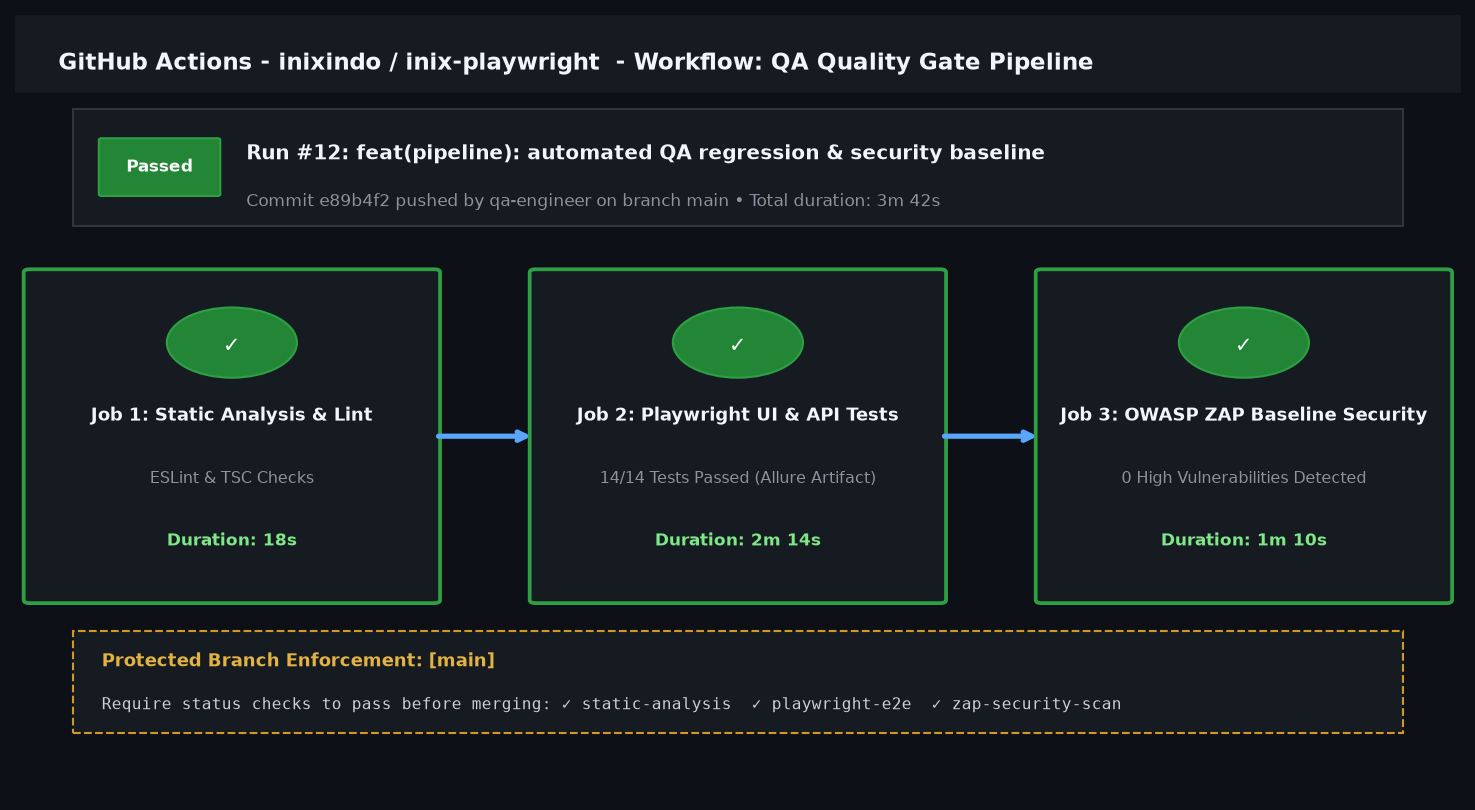 GitHub Actions - inixindo / inix-playwright  - Workflow: QA Quality Gate Pipeline
Passed
Run #12: feat(pipeline): automated QA regression & security baseline
Commit e89b4f2 pushed by qa-engineer on branch main • Total duration: 3m 42s
✓
Job 1: Static Analysis & Lint
ESLint & TSC Checks
Duration: 18s
✓
Job 2: Playwright UI & API Tests
14/14 Tests Passed (Allure Artifact)
Duration: 2m 14s
✓
Job 3: OWASP ZAP Baseline Security
0 High Vulnerabilities Detected
Duration: 1m 10s
Protected Branch Enforcement: [main]
Require status checks to pass before merging: ✓ static-analysis  ✓ playwright-e2e  ✓ zap-security-scan